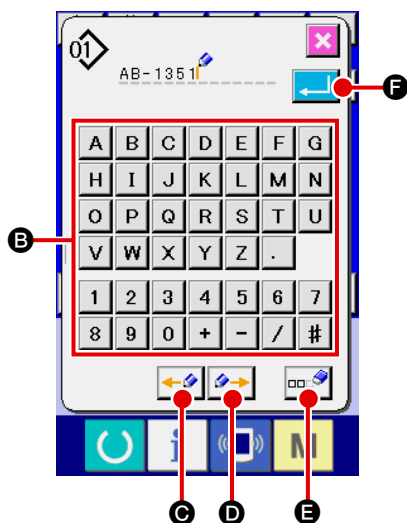 01
AB-1351
F
A B C D E F G
H I J K L M N
O P Q R S T U
B
V W X Y Z .
1 2 3 4 5 6 7
8 9 0 + - / #
i M
C D E